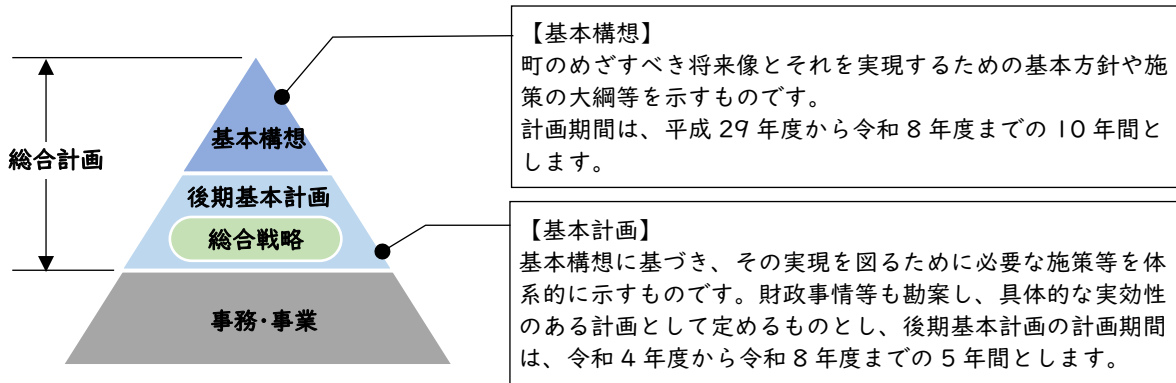 総合計画
基本構想
後期基本計画
総合戦略
事務・事業
【基本構想】
町のめざすべき将来像とそれを実現するための基本方針や施
策の大綱等を示すものです。
計画期間は、平成 29 年度から令和 8 年度までの 10 年間と
します。
【基本計画】
基本構想に基づき、その実現を図るために必要な施策等を体
系的に示すものです。財政事情等も勘案し、具体的な実効性
のある計画として定めるものとし、後期基本計画の計画期間
は、令和 4 年度から令和 8 年度までの 5 年間とします。